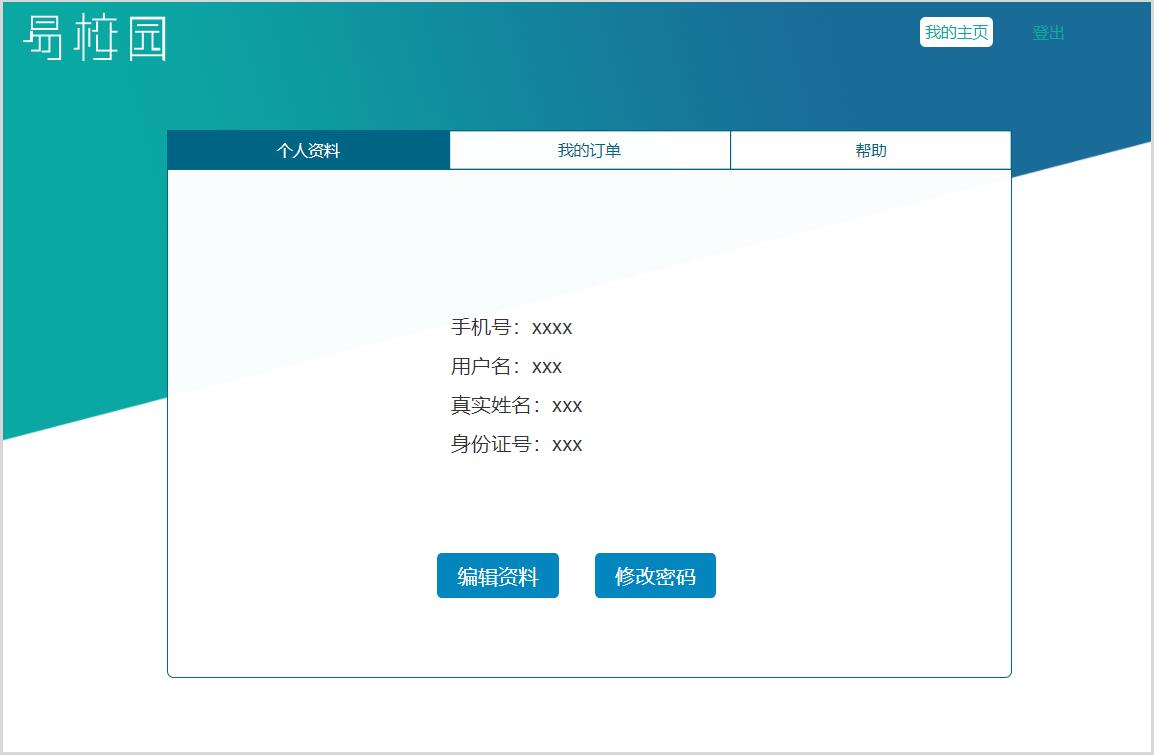 易校园
我的主页
登出
个人资料
我的订单
帮助
手机号：xxxx
用户名：xxx
真实姓名：xxx
身份证号：xxx
编辑资料
修改密码